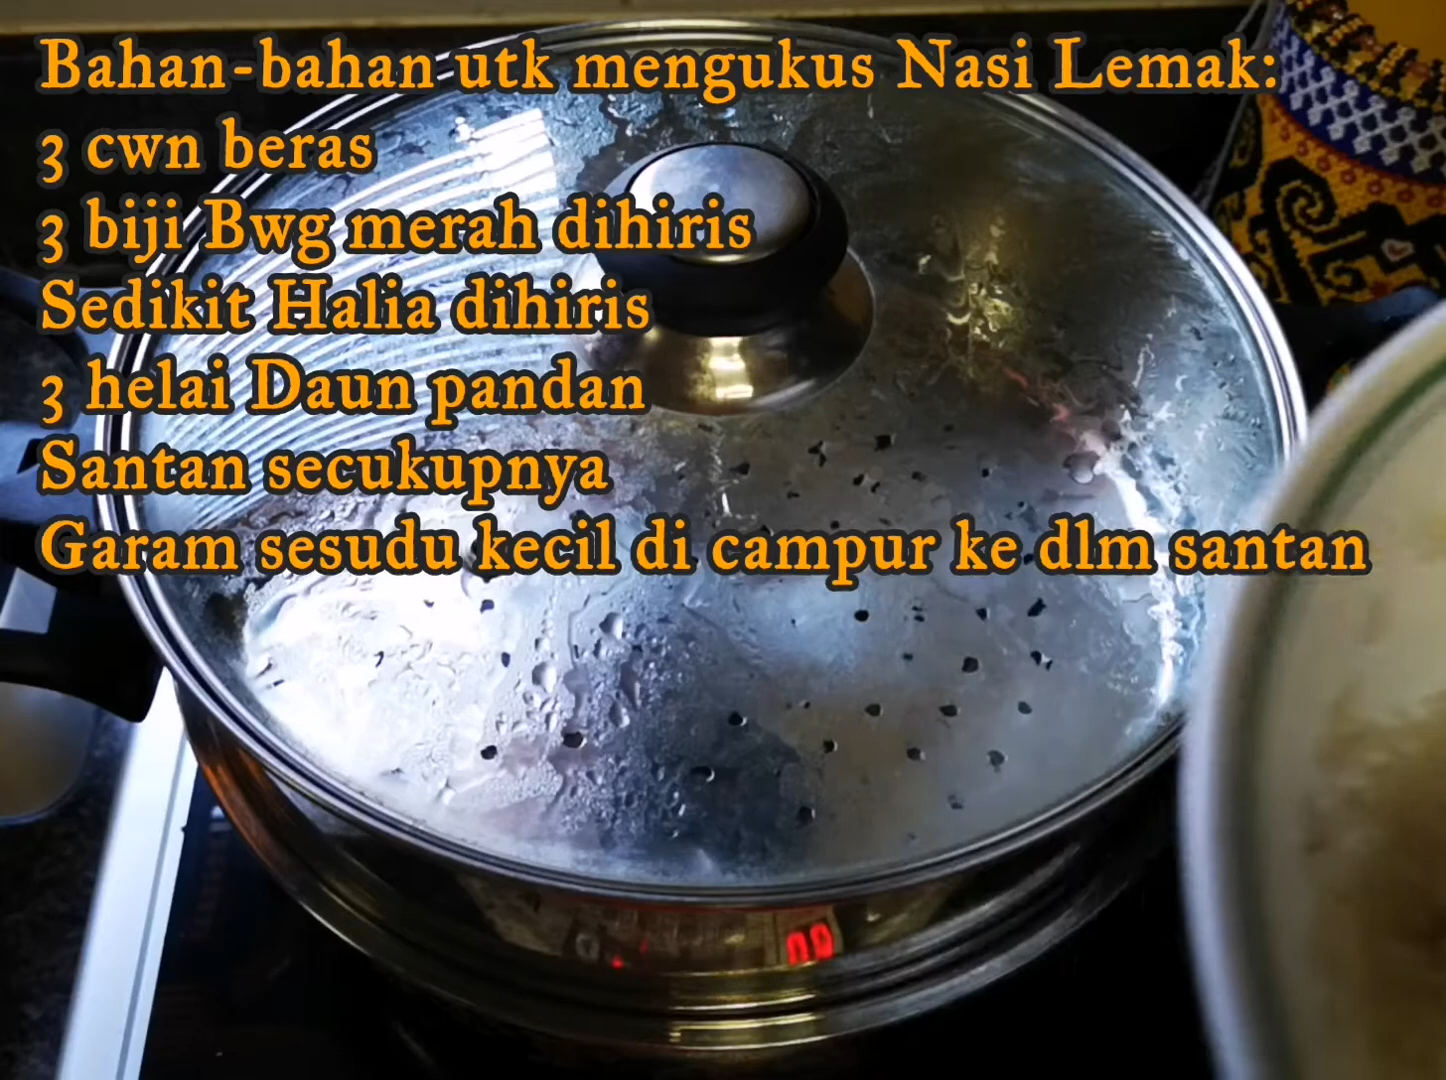 Bahan-bahan utk mengukus Nasi Lemak:
3 cwn beras
3 biji Bwg merah dihiris
Sedikit Halia dihiris
3 helai Daun pandan
Santan secukupnya
Garam sesudu kecil di campur ke dlm santan